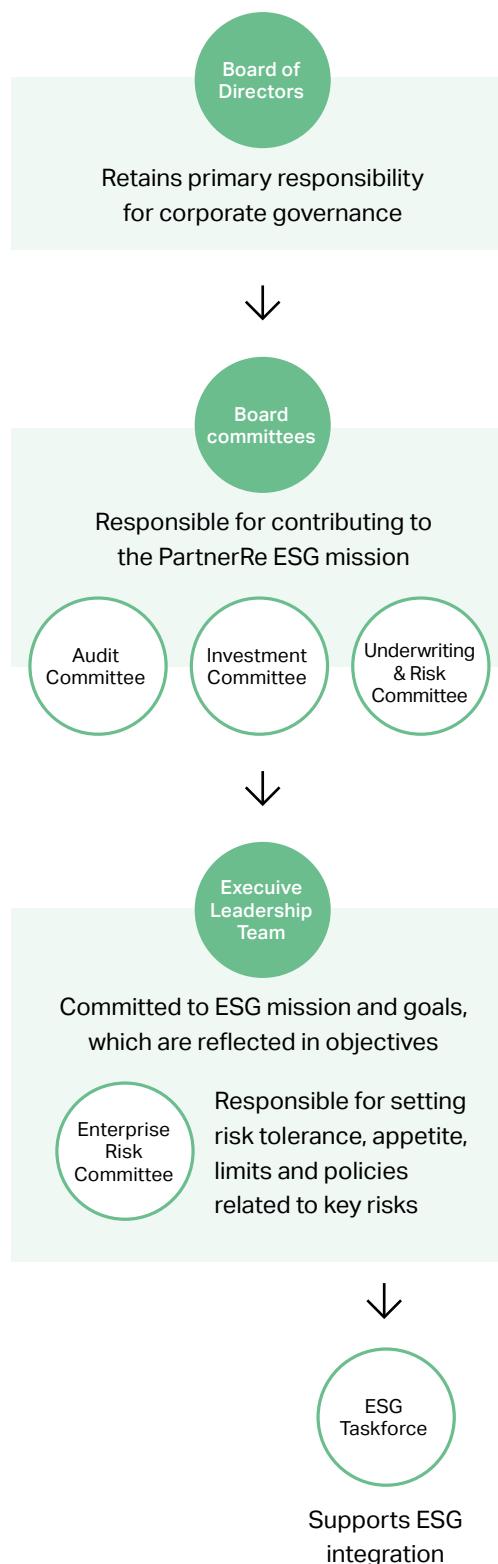 Board of
Directors
Retains primary responsibility
for corporate governance
Board
committees
Responsible for contributing to
the PartnerRe ESG mission
Audit
Committee
Investment
Committee
Underwriting
& Risk
Committee
Execuive
Leadership
Team
Committed to ESG mission and goals,
which are reflected in objectives
Enterprise
Risk
Committee
Responsible for setting
risk tolerance, appetite,
limits and policies
related to key risks
ESG
Taskforce
Supports ESG
integration